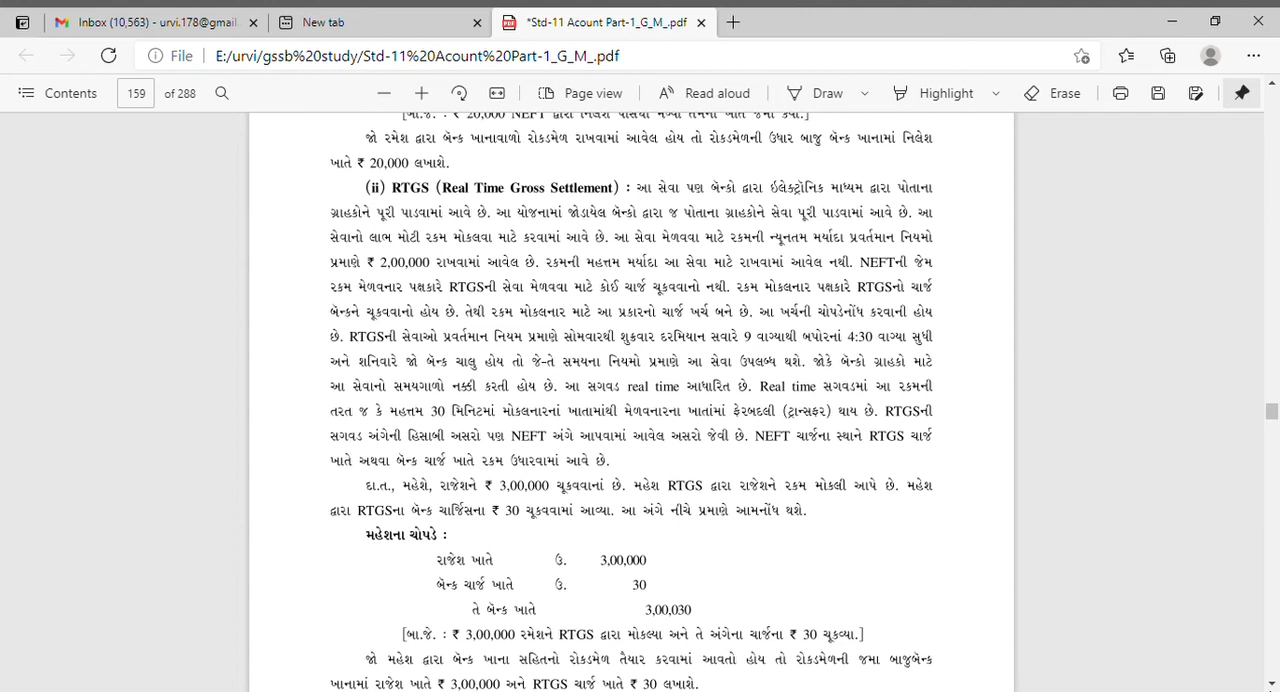 Inbox (10,563) - urvi.178@gmail.
New tab
*Std-11 Acount Part-1_G_M_.pdf
File
E:/urvi/gssb%20study/Std-11%20Acount%20Part-1_G_M_.pdf
Contents
159
of 288
Page view
Read aloud
Draw
Highlight
Erase
[બા.જે. : ₹ 20,000 NEFT દ્વારા નિલેશ પાસેથી મળ્યા તેમના ખાતે જમા કર્યા.]
જો રમેશ દ્વારા બૅન્ક ખાનાવાળો રોકડમેળ રાખવામાં આવેલ હોય તો રોકડમેળની ઉધાર બાજુ બૅન્ક ખાનામાં નિલેશ
ખાતે ₹ 20,000 લખાશે.
(ii) RTGS (Real Time Gross Settlement) : આ સેવા પણ બૅન્કો દ્વારા ઇલેક્ટ્રૉનિક માધ્યમ દ્વારા પોતાના
ગ્રાહકોને પૂરી પાડવામાં આવે છે. આ યોજનામાં જોડાયેલ બૅન્કો દ્વારા જ પોતાના ગ્રાહકોને સેવા પૂરી પાડવામાં આવે છે. આ
સેવાનો લાભ મોટી રકમ મોકલવા માટે કરવામાં આવે છે. આ સેવા મેળવવા માટે રકમની ન્યૂનતમ મર્યાદા પ્રવર્તમાન નિયમો
પ્રમાણે ₹ 2,00,000 રાખવામાં આવેલ છે. રકમની મહત્તમ મર્યાદા આ સેવા માટે રાખવામાં આવેલ નથી. NEFTની જેમ
રકમ મેળવનાર પક્ષકારે RTGSની સેવા મેળવવા માટે કોઈ ચાર્જ ચૂકવવાનો નથી. રકમ મોકલનાર પક્ષકારે RTGSનો ચાર્જ
બૅન્કને ચૂકવવાનો હોય છે. તેથી રકમ મોકલનાર માટે આ પ્રકારનો ચાર્જ ખર્ચ બને છે. આ ખર્ચની ચોપડેનોંધ કરવાની હોય
છે. RTGSની સેવાઓ પ્રવર્તમાન નિયમ પ્રમાણે સોમવારથી શુક્રવાર દરમિયાન સવારે 9 વાગ્યાથી બપોરનાં 4:30 વાગ્યા સુધી
અને શનિવારે જો બૅન્ક ચાલુ હોય તો જે-તે સમયના નિયમો પ્રમાણે આ સેવા ઉપલબ્ધ થશે. જોકે બૅન્કો ગ્રાહકો માટે
આ સેવાનો સમયગાળો નક્કી કરતી હોય છે. આ સગવડ real time આધારિત છે. Real time સગવડમાં આ રકમની
તરત જ કે મહત્તમ 30 મિનિટમાં મોકલનારનાં ખાતામાંથી મેળવનારના ખાતાંમાં ફેરબદલી (ટ્રાન્સફર) થાય છે. RTGSની
સગવડ અંગેની હિસાબી અસરો પણ NEFT અંગે આપવામાં આવેલ અસરો જેવી છે. NEFT ચાર્જના સ્થાને RTGS ચાર્જ
ખાતે અથવા બૅન્ક ચાર્જ ખાતે રકમ ઉધારવામાં આવે છે.
દા.ત., મહેશે, રાજેશને ₹ 3,00,000 ચૂકવવાનાં છે. મહેશ RTGS દ્વારા રાજેશને રકમ મોકલી આપે છે. મહેશ
દ્વારા RTGSના બૅન્ક ચાર્જિસના ₹ 30 ચૂકવવામાં આવ્યા. આ અંગે નીચે પ્રમાણે આમનોંધ થશે.
મહેશના ચોપડે :
રાજેશ ખાતે ઉ. 3,00,000
બૅન્ક ચાર્જ ખાતે ઉ. 30
તે બૅન્ક ખાતે 3,00,030
[બા.જે. : ₹ 3,00,000 રમેશને RTGS દ્વારા મોકલ્યા અને તે અંગેના ચાર્જના ₹ 30 ચૂકવ્યા.]
જો મહેશ દ્વારા બૅન્ક ખાના સહિતનો રોકડમેળ તૈયાર કરવામાં આવતો હોય તો રોકડમેળની જમા બાજુબૅન્ક
ખાનામાં રાજેશ ખાતે ₹ 3,00,000 અને RTGS ચાર્જ ખાતે ₹ 30 લખાશે.